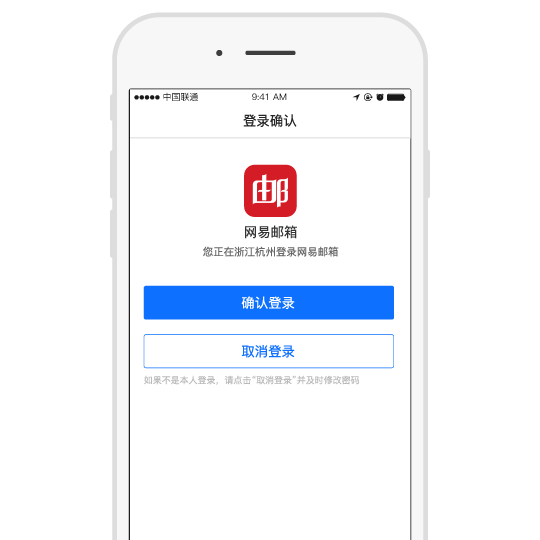 中国联通 9:41 AM
登录确认
邮
网易邮箱
您正在浙江杭州登录网易邮箱
确认登录
取消登录
如果不是本人登录，请点击“取消登录”并及时修改密码